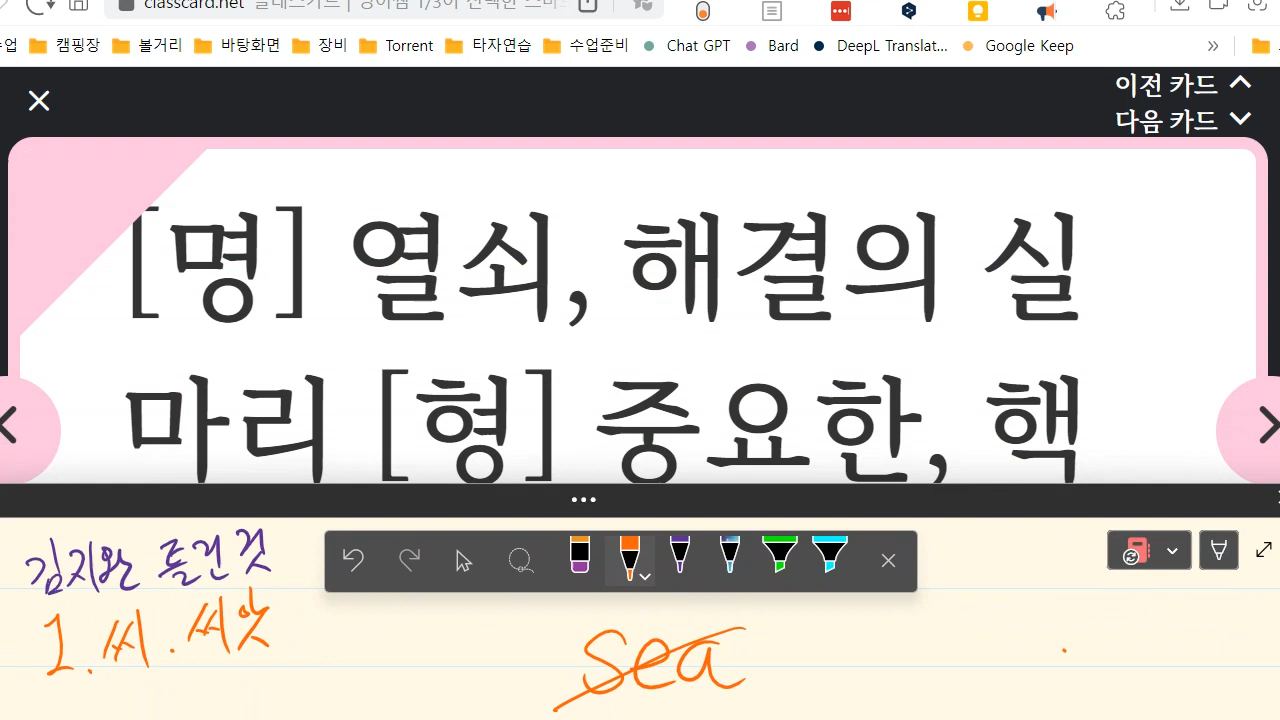 classcard.net
캠핑장 볼거리 바탕화면 장비 Torrent 타자연습 수업준비 Chat GPT Bard DeepL Translat... Google Keep
이전 카드
다음 카드
[명] 열쇠, 해결의 실
마리 [형] 중요한, 핵
김지완 틀린것
1. 씨. 씨앗
sea